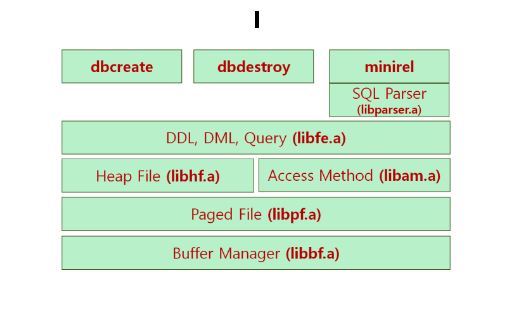 I
dbcreate dbdestroy minirel
SQL Parser
(libparser.a)
DDL, DML, Query (libfe.a)
Heap File (libhf.a) Access Method (libam.a)
Paged File (libpf.a)
Buffer Manager (libbf.a)